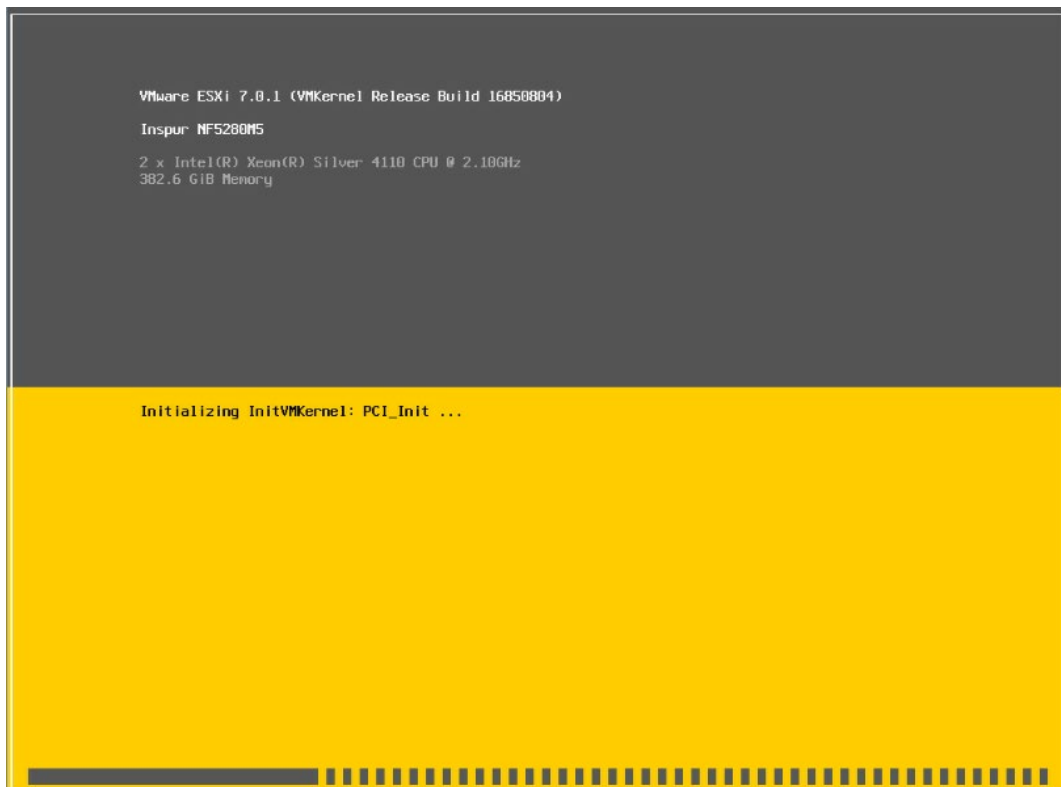 VMware ESXi 7.0.1 (VMKernel Release Build 16850804)
Inspur NF5280M5
2 x Intel(R) Xeon(R) Silver 4110 CPU @ 2.10GHz
382.6 GiB Memory
Initializing InitVMKernel: PCI_Init ...